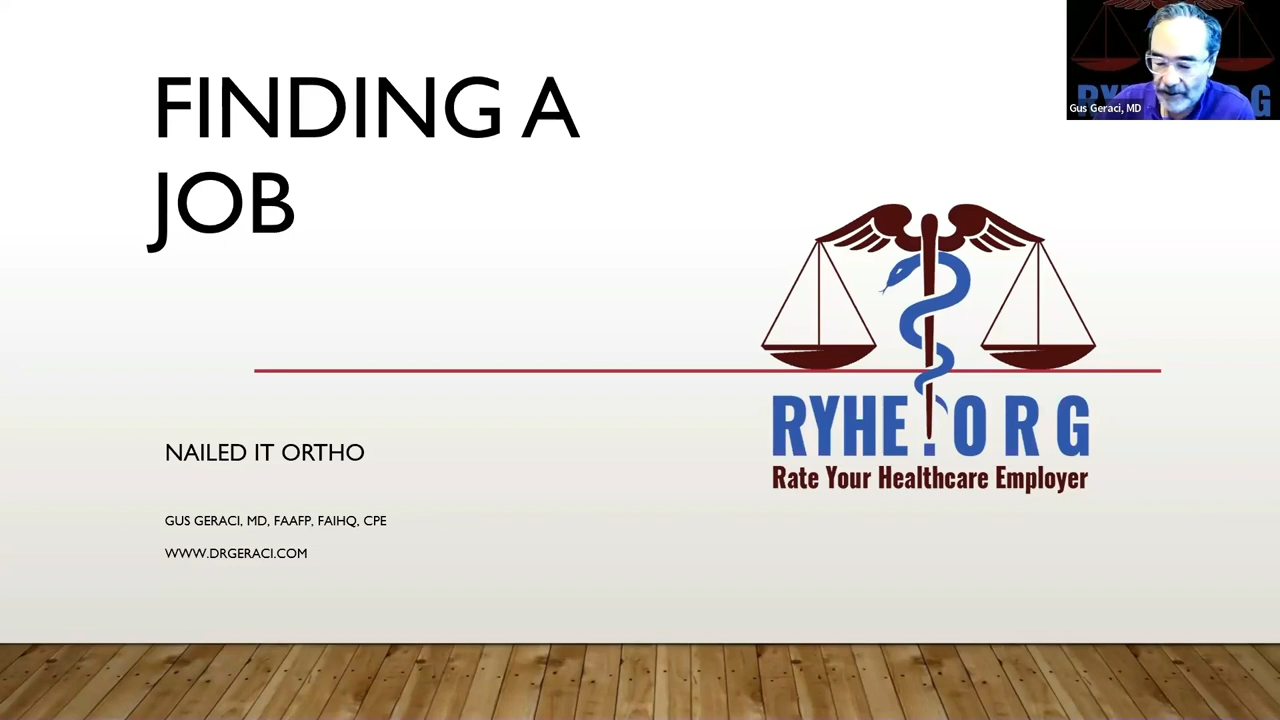 FINDING A
JOB
Gus Geraci, MD
RYHE.ORG
Rate Your Healthcare Employer
NAILED IT ORTHO
GUS GERACI, MD, FAAFP, FAIHQ, CPE
WWW.DRGERACI.COM